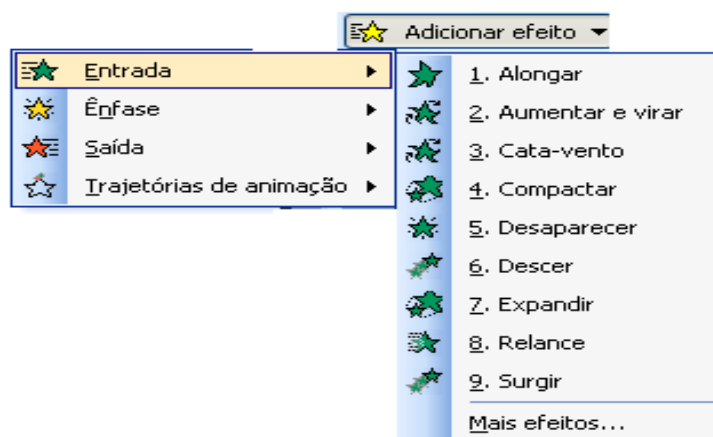 Adicionar efeito
Entrada
Ênfase
Saída
Trajetórias de animação
1. Alongar
2. Aumentar e virar
3. Cata-vento
4. Compactar
5. Desaparecer
6. Descer
7. Expandir
8. Relance
9. Surgir
Mais efeitos...